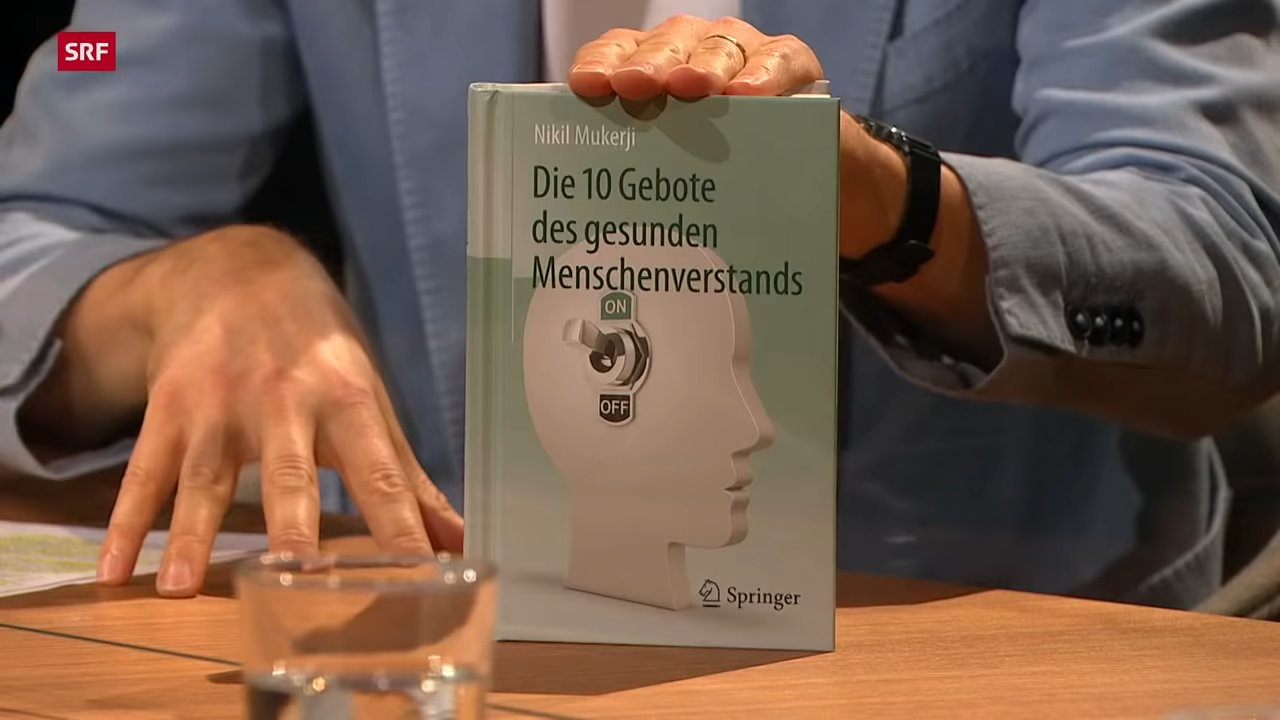 SRF
Nikil Mukerji
Die 10 Gebote
des gesunden
Menschenverstands
ON
OFF
Springer